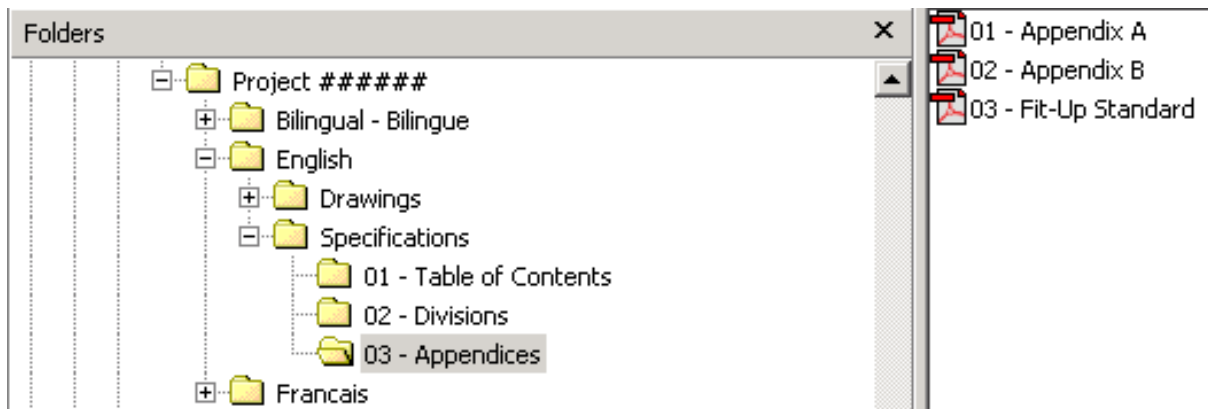 Folders
Project ######
Bilingual - Bilingue
English
Drawings
Specifications
01 - Table of Contents
02 - Divisions
03 - Appendices
Francais
01 - Appendix A
02 - Appendix B
03 - Fit-Up Standard